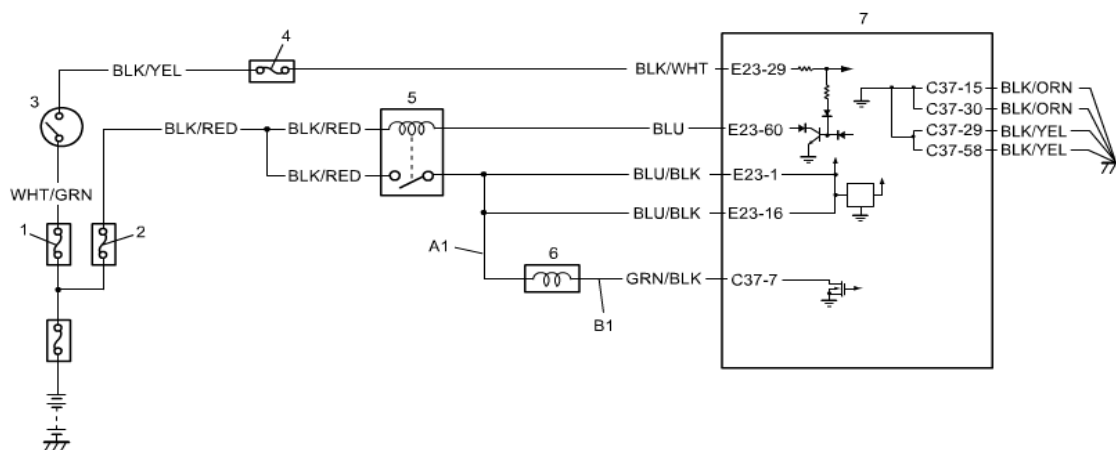 7
4
BLK/YEL
BLK/WHT
E23-29
C37-15
BLK/ORN
3
5
C37-30
BLK/ORN
BLK/RED
BLK/RED
BLU
E23-60
C37-29
BLK/YEL
C37-58
BLK/YEL
BLK/RED
BLU/BLK
E23-1
WHT/GRN
BLU/BLK
E23-16
1
2
A1
6
GRN/BLK
C37-7
B1